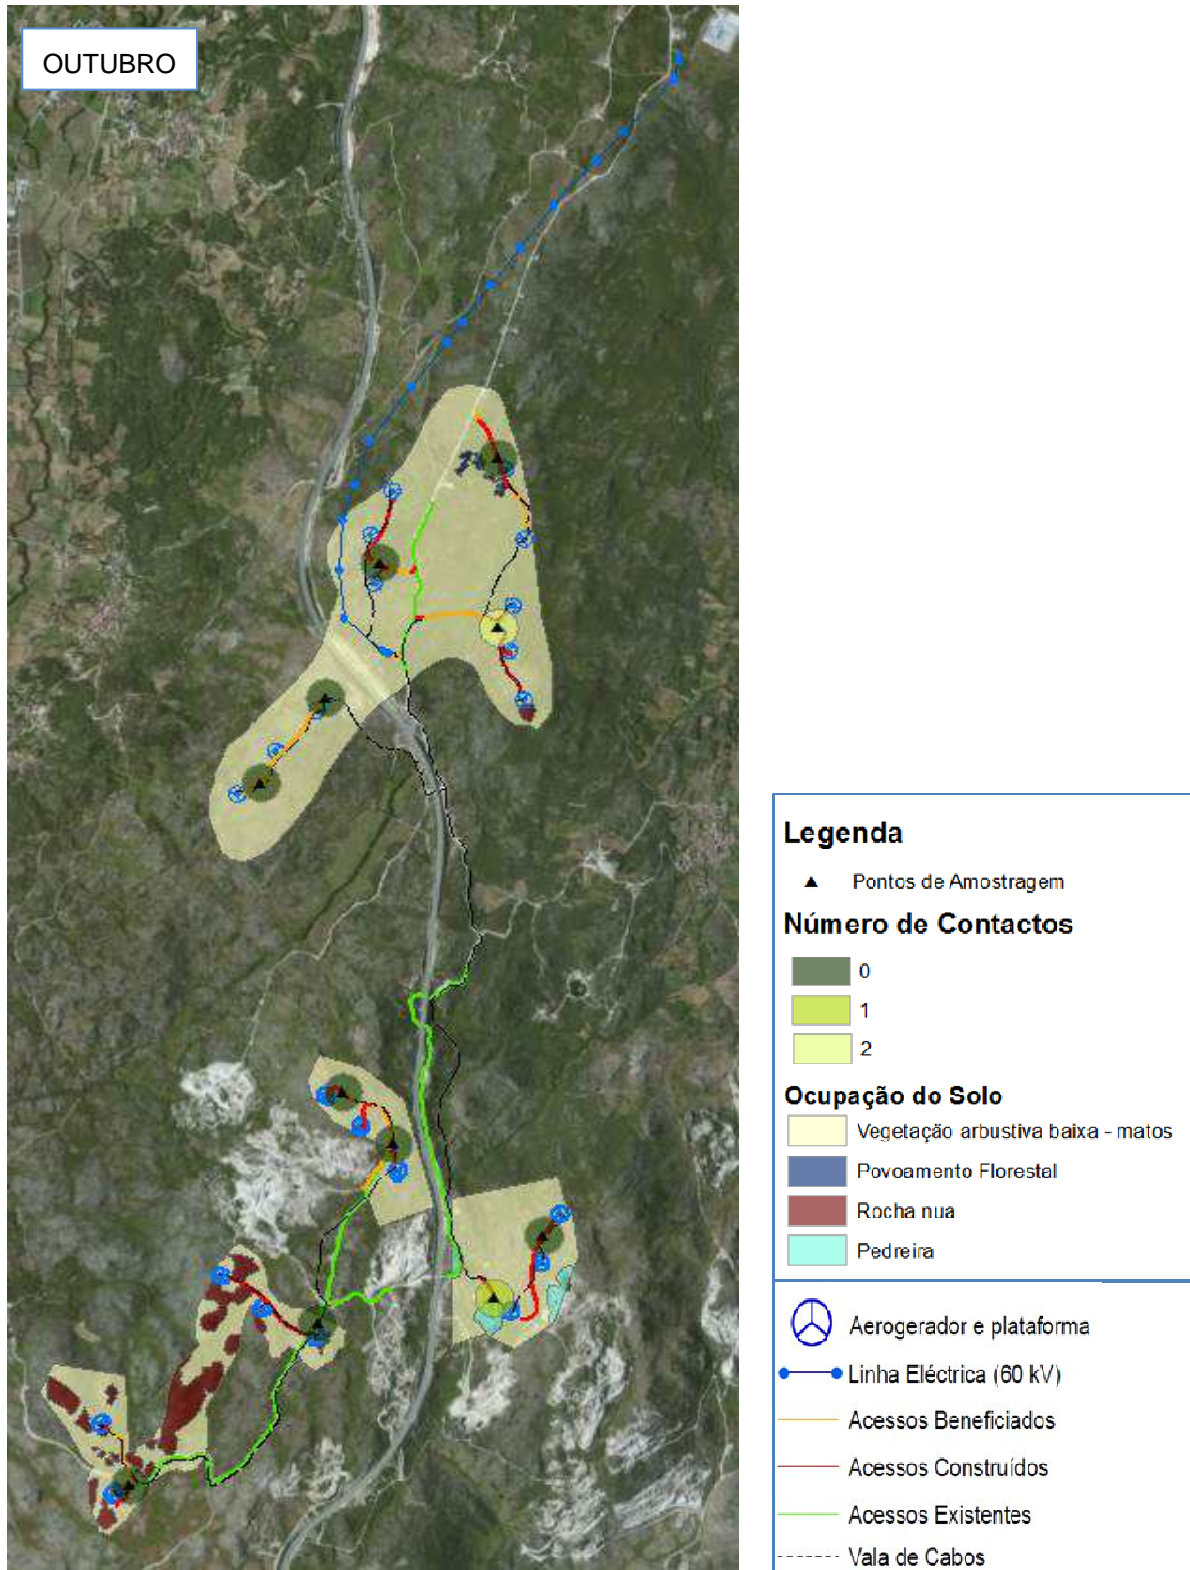 OUTUBRO
Legenda
Pontos de Amostragem
Número de Contactos
0
1
2
Ocupação do Solo
Vegetação arbustiva baixa - matos
Povoamento Florestal
Rocha nua
Pedreira
Aerogerador e plataforma
Linha Eléctrica (60 kV)
Acessos Beneficiados
Acessos Construídos
Acessos Existentes
Vala de Cabos